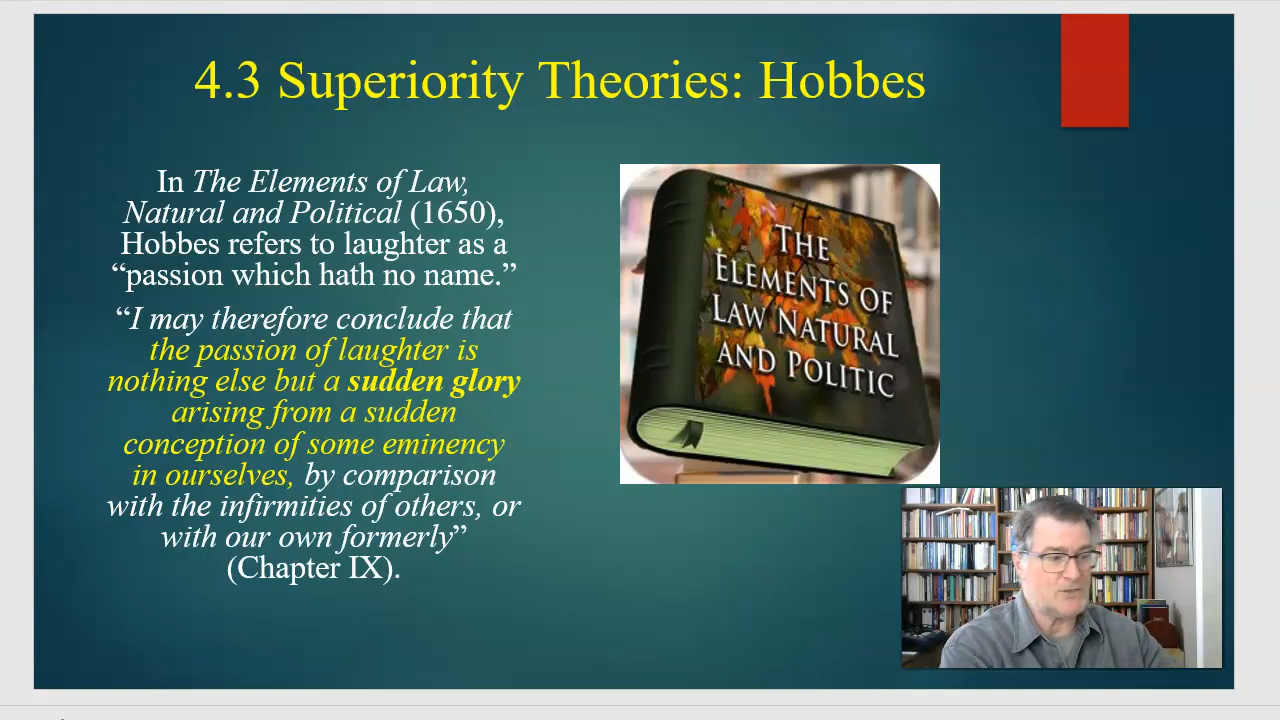 4.3 Superiority Theories: Hobbes
In The Elements of Law,
Natural and Political (1650),
Hobbes refers to laughter as a
“passion which hath no name.”
“I may therefore conclude that
the passion of laughter is
nothing else but a sudden glory
arising from a sudden
conception of some eminency
in ourselves, by comparison
with the infirmities of others, or
with our own formerly”
(Chapter IX).
THE
ELEMENTS OF
LAW NATURAL
AND POLITIC